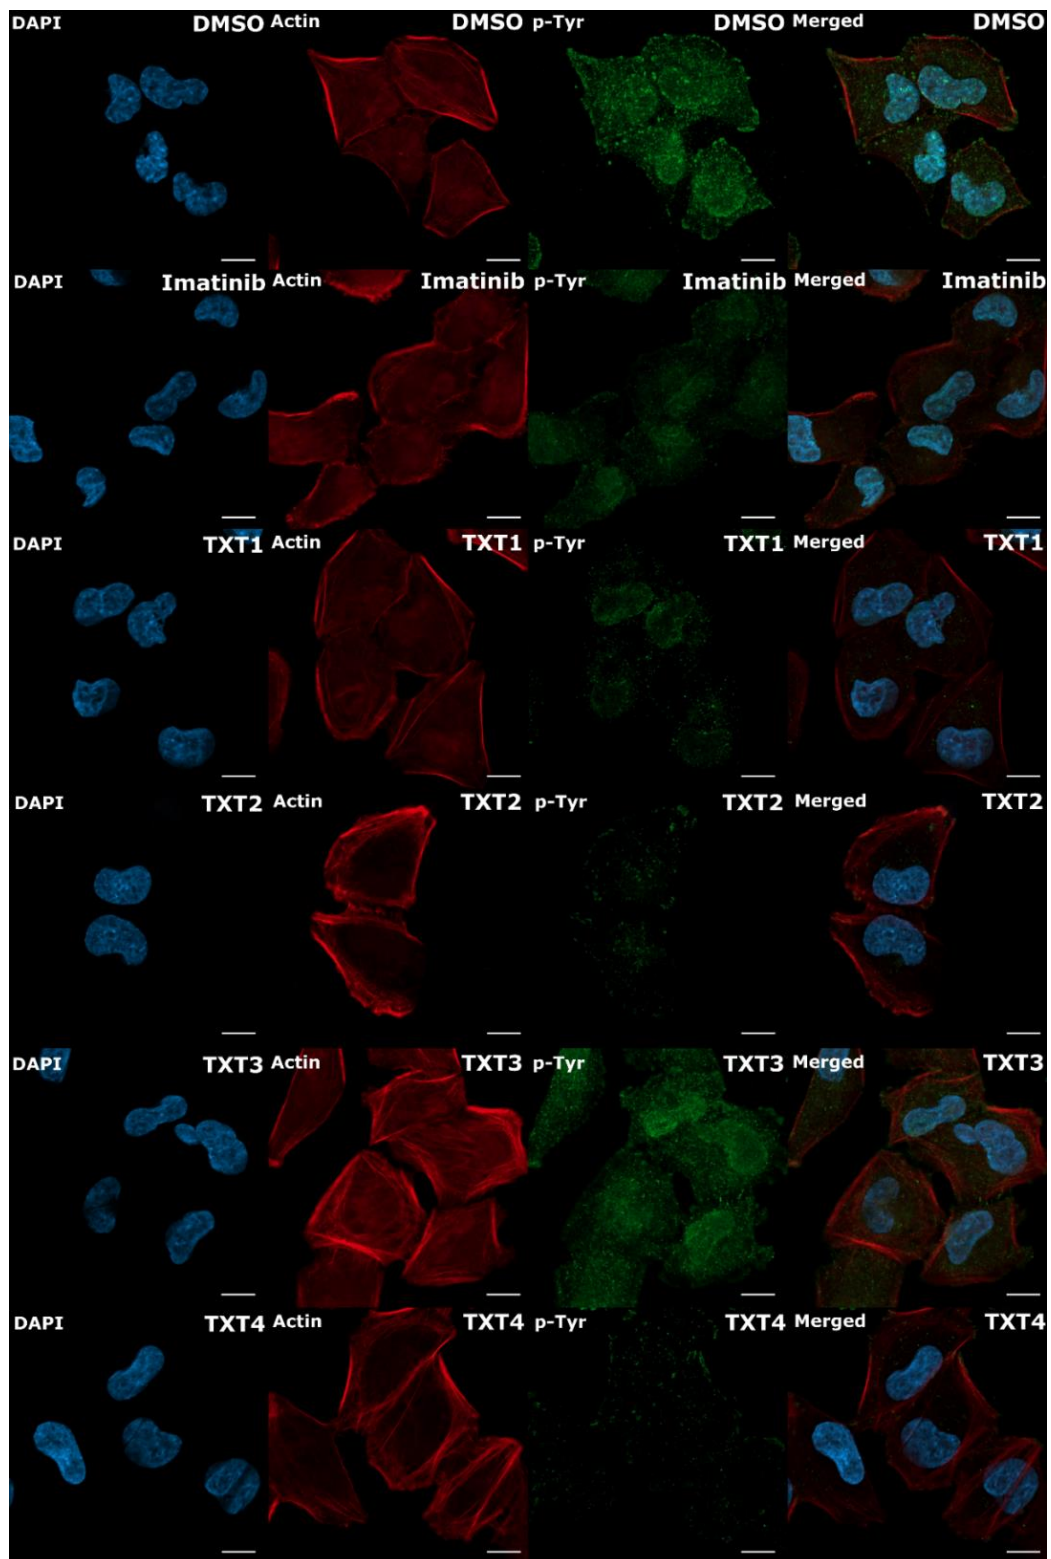 DAPI DMSO Actin DMSO p-Tyr DMSO Merged DMSO
DAPI Imatinib Actin Imatinib p-Tyr Imatinib Merged Imatinib
DAPI TXT1 Actin TXT1 p-Tyr TXT1 Merged TXT1
DAPI TXT2 Actin TXT2 p-Tyr TXT2 Merged TXT2
DAPI TXT3 Actin TXT3 p-Tyr TXT3 Merged TXT3
DAPI TXT4 Actin TXT4 p-Tyr TXT4 Merged TXT4